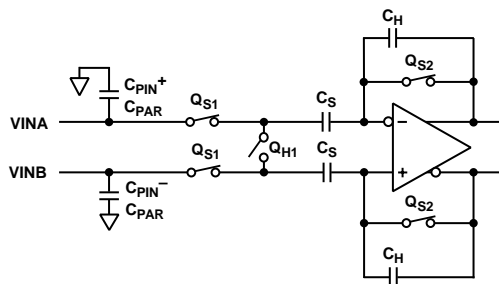 CH
QS2
CPIN+
CPAR
QS1
CS
VINA
−
QS1
QH1
CS
VINB
+
CPIN−
CPAR
QS2
CH